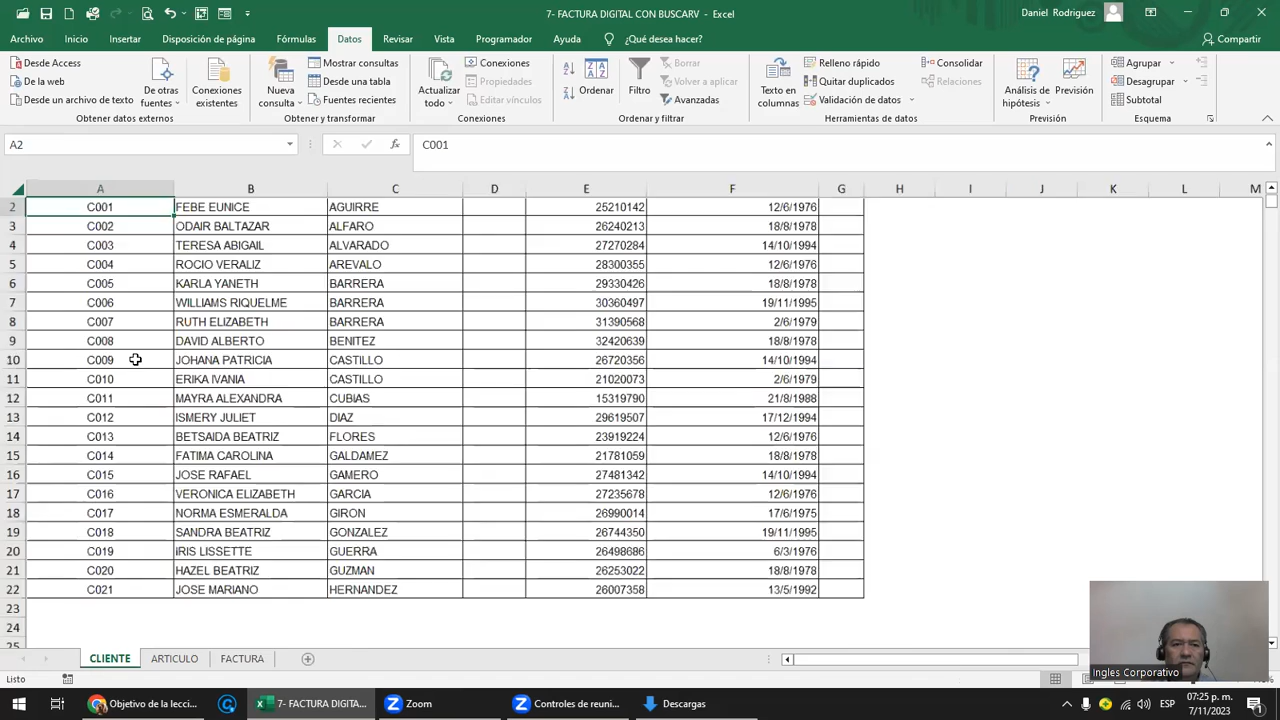 7- FACTURA DIGITAL CON BUSCARV - Excel
Daniel Rodriguez
Archivo Inicio Insertar Disposición de página Fórmulas Datos Revisar Vista Programador Ayuda ¿Qué desea hacer? Compartir
Desde Access
De la web
Desde un archivo de texto
De otras fuentes
Conexiones existentes
Obtener datos externos
Nueva consulta
Mostrar consultas
Desde una tabla
Fuentes recientes
Obtener y transformar
Actualizar todo
Conexiones
Propiedades
Editar vínculos
Conexiones
Ordenar
Filtro
Borrar
Volver a aplicar
Avanzadas
Ordenar y filtrar
Texto en columnas
Relleno rápido
Quitar duplicados
Validación de datos
Consolidar
Relaciones
Herramientas de datos
Análisis de hipótesis
Previsión
Previsión
Agrupar
Desagrupar
Subtotal
Esquema
A2 fx C001
A B C D E F G H I J K L M
2 C001 FEBE EUNICE AGUIRRE 25210142 12/6/1976
3 C002 ODAIR BALTAZAR ALFARO 26240213 18/8/1978
4 C003 TERESA ABIGAIL ALVARADO 27270284 14/10/1994
5 C004 ROCIO VERALIZ AREVALO 28300355 12/6/1976
6 C005 KARLA YANETH BARRERA 29330426 18/8/1978
7 C006 WILLIAMS RIQUELME BARRERA 30360497 19/11/1995
8 C007 RUTH ELIZABETH BARRERA 31390568 2/6/1979
9 C008 DAVID ALBERTO BENITEZ 32420639 18/8/1978
10 C009 JOHANA PATRICIA CASTILLO 26720356 14/10/1994
11 C010 ERIKA IVANIA CASTILLO 21020073 2/6/1979
12 C011 MAYRA ALEXANDRA CUBIAS 15319790 21/8/1988
13 C012 ISMERY JULIET DIAZ 29619507 17/12/1994
14 C013 BETSAIDA BEATRIZ FLORES 23919224 12/6/1976
15 C014 FATIMA CAROLINA GALDAMEZ 21781059 18/8/1978
16 C015 JOSE RAFAEL GAMERO 27481342 14/10/1994
17 C016 VERONICA ELIZABETH GARCIA 27235678 12/6/1976
18 C017 NORMA ESMERALDA GIRON 26990014 17/6/1975
19 C018 SANDRA BEATRIZ GONZALEZ 26744350 19/11/1995
20 C019 IRIS LISSETTE GUERRA 26498686 6/3/1976
21 C020 HAZEL BEATRIZ GUZMAN 26253022 18/8/1978
22 C021 JOSE MARIANO HERNANDEZ 26007358 13/5/1992
23
24
25
Ingles Corporativo
CLIENTE ARTICULO FACTURA
Listo
Objetivo de la lecci...
7- FACTURA DIGITA...
Zoom
Controles de reuni...
Descargas
ESP
07:25 p. m.
7/11/2023